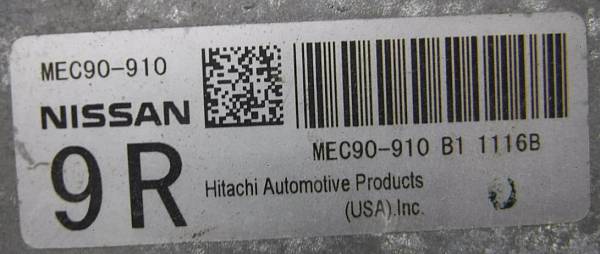 MEC90-910
NISSAN
MEC90-910 B1 1116B
9R
Hitachi Automotive Products
(USA).Inc.